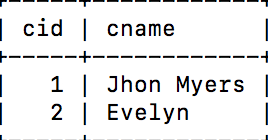 | cid | cname |
| 1 | Jhon Myers |
| 2 | Evelyn |